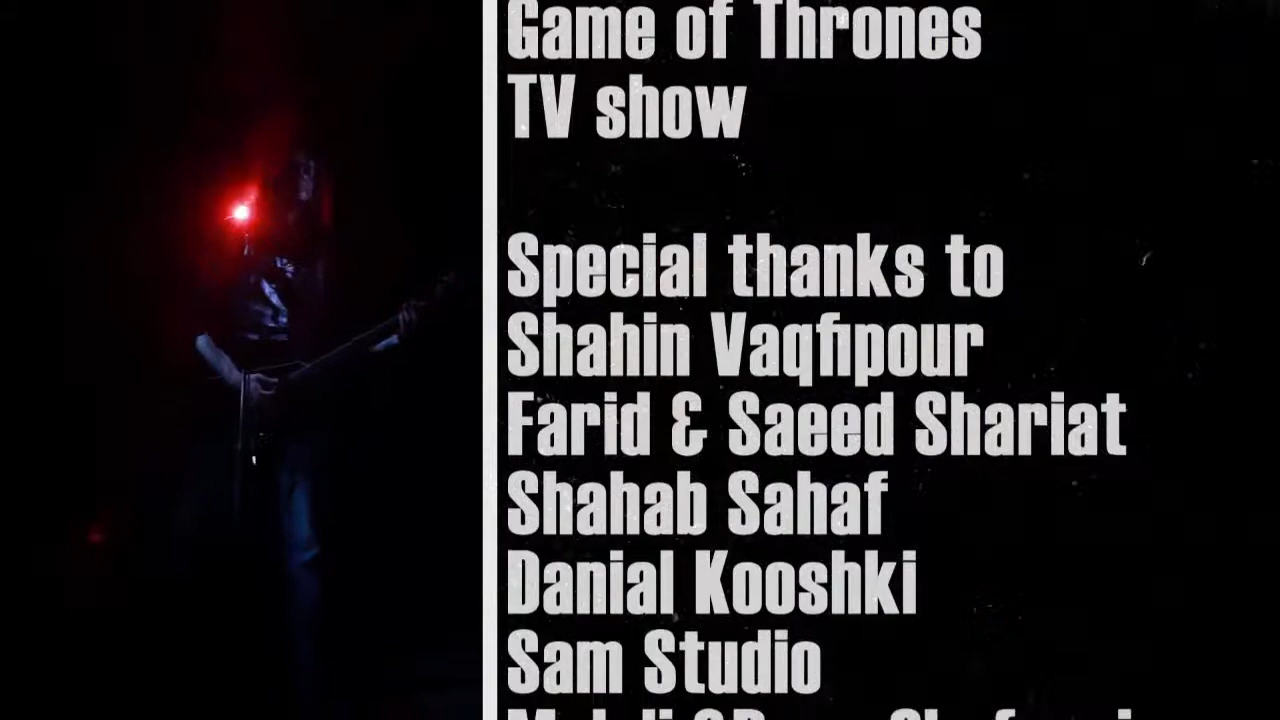 Game of Thrones
TV show
Special thanks to
Shahin Vaqfipour
Farid & Saeed Shariat
Shahab Sahaf
Danial Kooshki
Sam Studio